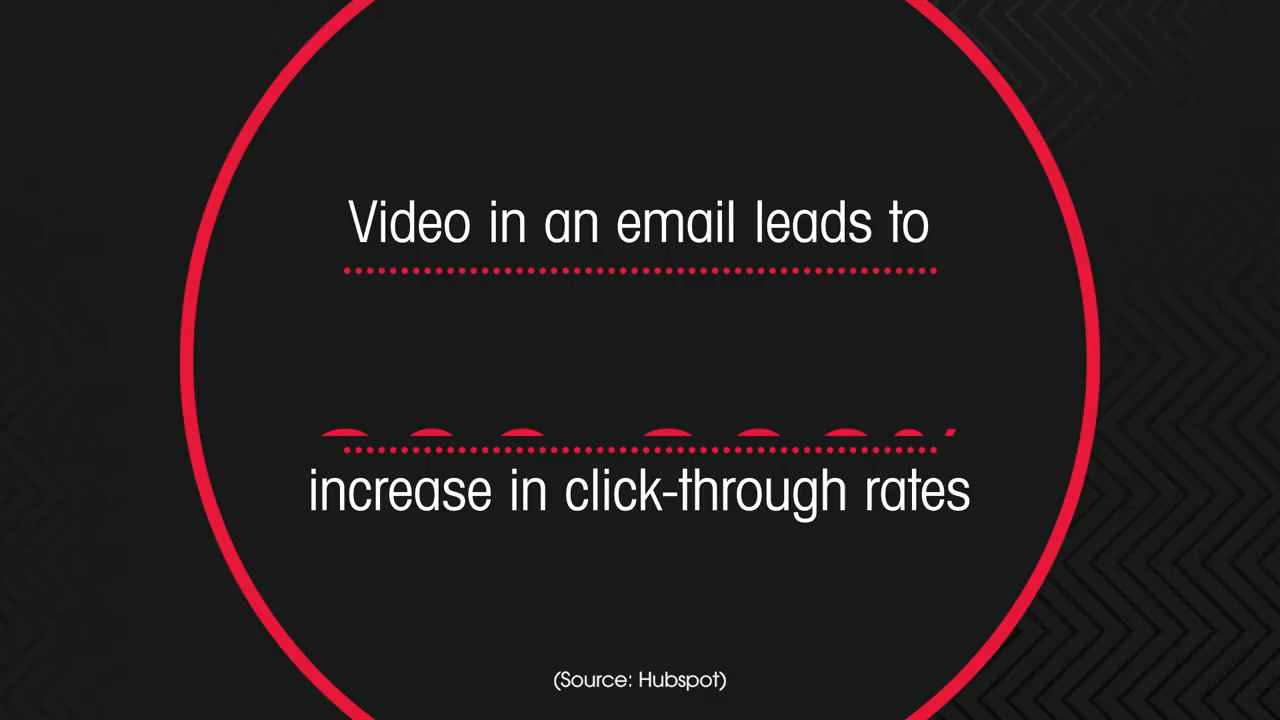 Video in an email leads to
increase in click-through rates
(Source: Hubspot)